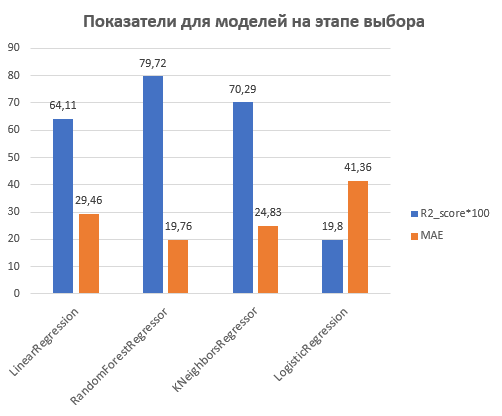 Показатели для моделей на этапе выбора
90
80
70
60
50
40
30
20
10
0
64,11
29,46
79,72
19,76
70,29
24,83
19,8
41,36
LinearRegression
RandomForestRegressor
KNeighborsRegressor
LogisticRegression
R2_score*100
MAE